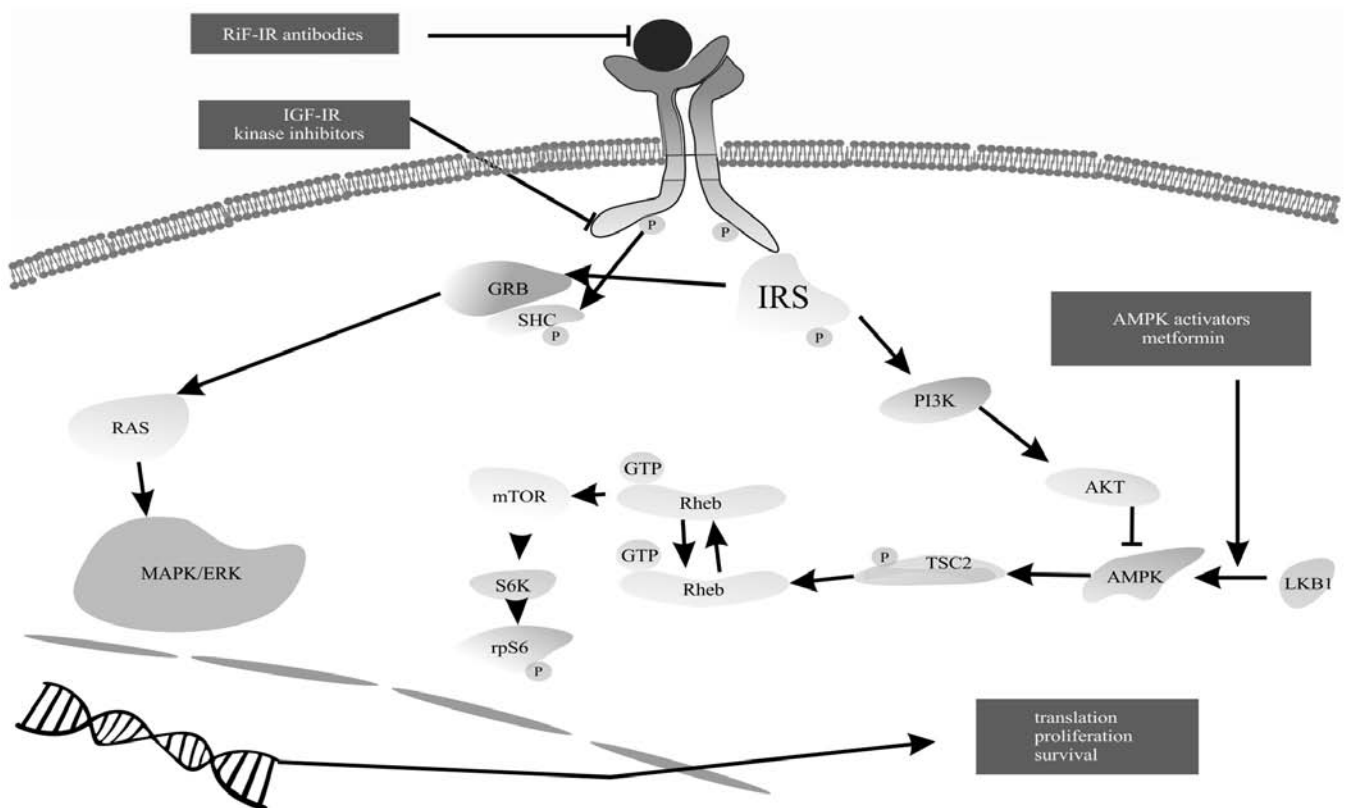 RiF-IR antibodies
IGF-IR
kinase inhibitors
P
P
GRB
SHC
P
IRS
P
AMPK activators
metformin
PI3K
RAS
GTP
Rheb
mTOR
AKT
MAPK/ERK
GTP
Rheb
S6K
P
TSC2
AMPK
LKB1
rpS6
P
translation
proliferation
survival